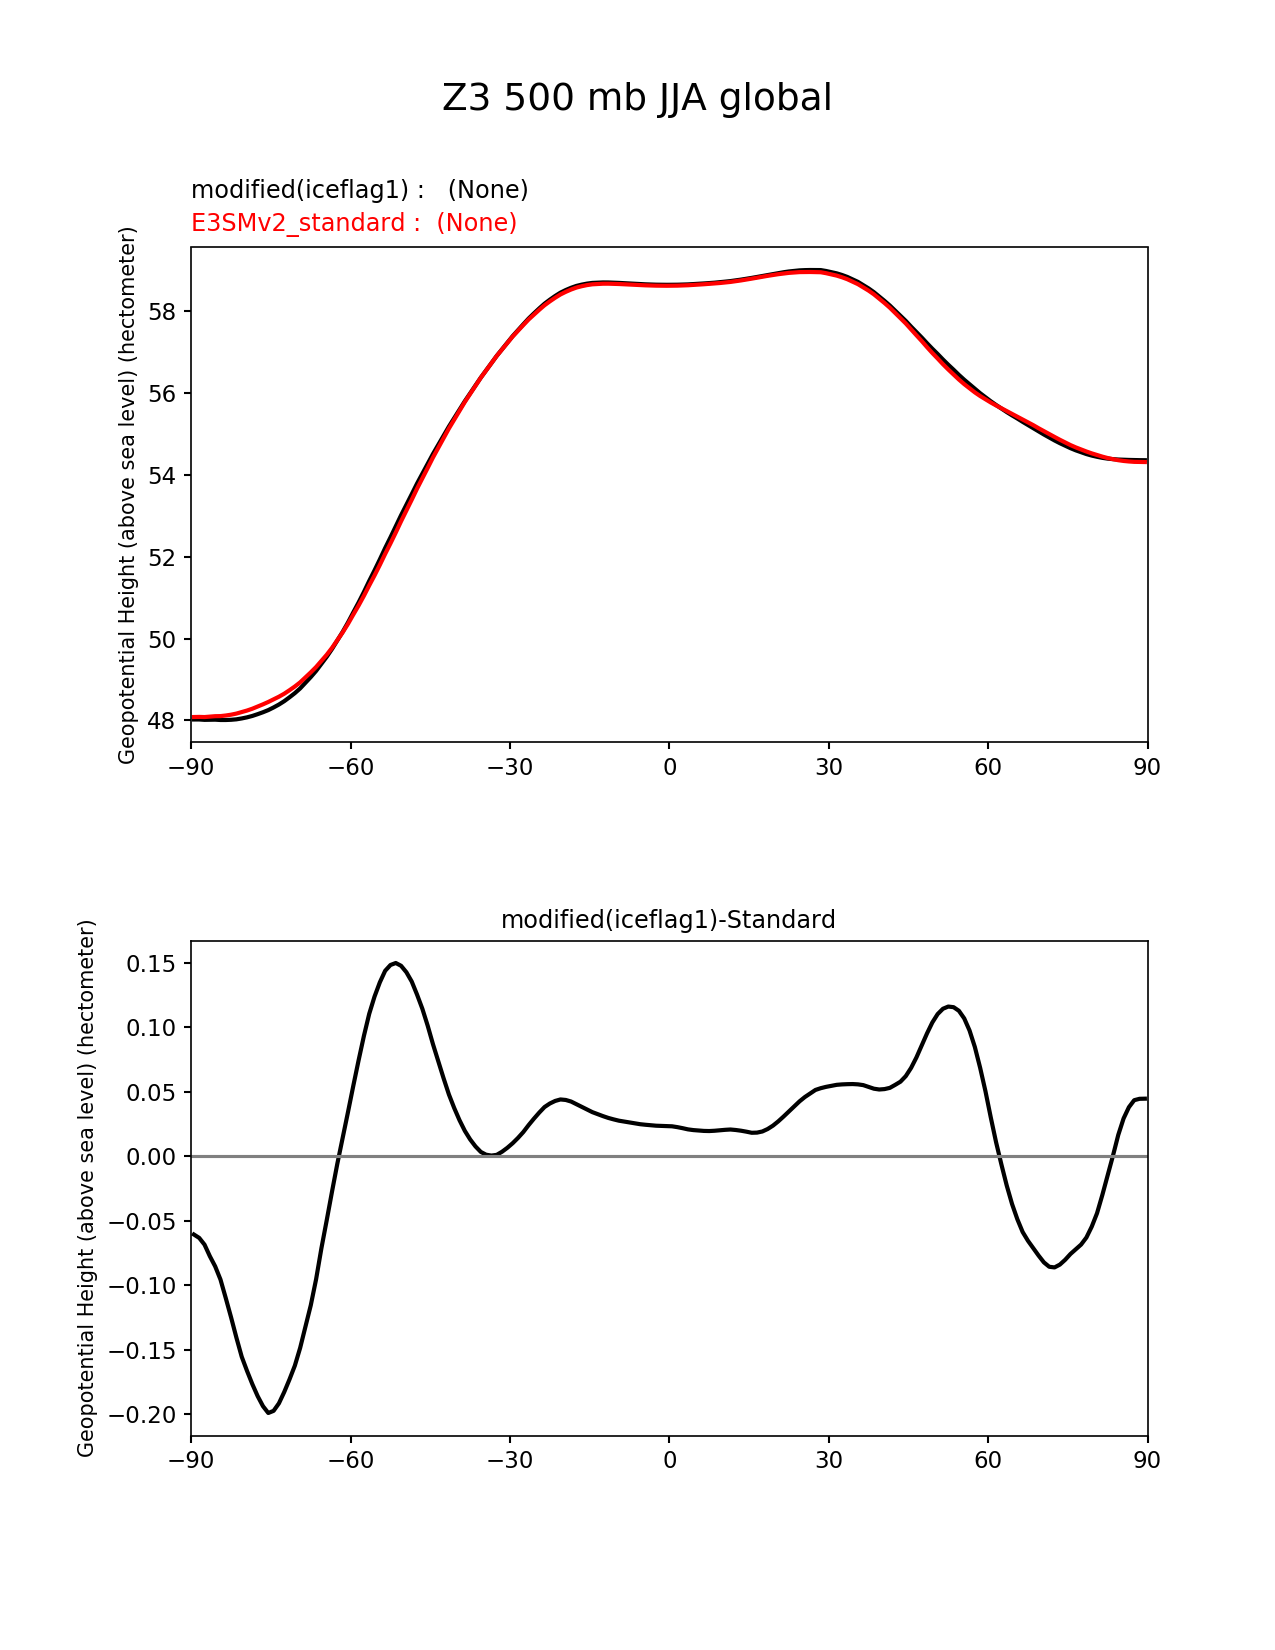 Z3 500 mb JJA global
modified(iceflag1) :   (None)
E3SMv2_standard :  (None)
Geopotential Height (above sea level) (hectometer)
58
56
54
52
50
48
−90 −60 −30 0 30 60 90
modified(iceflag1)-Standard
Geopotential Height (above sea level) (hectometer)
0.15
0.10
0.05
0.00
−0.05
−0.10
−0.15
−0.20
−90 −60 −30 0 30 60 90